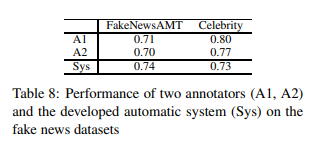 FakeNewsAMT Celebrity
A1 0.71 0.80
A2 0.70 0.77
Sys 0.74 0.73
Table 8: Performance of two annotators (A1, A2)
and the developed automatic system (Sys) on the
fake news datasets